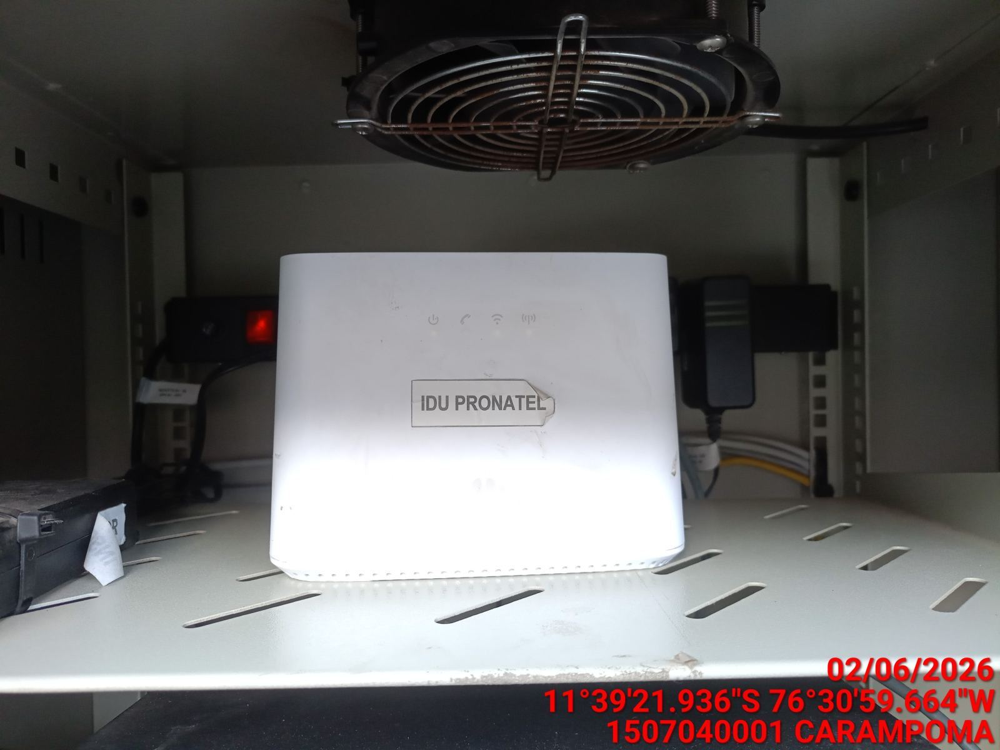 IDU PRONATEL
R
02/06/2026
11°39'21.936"S 76°30'59.664"W
1507040001 CARAMPOMA